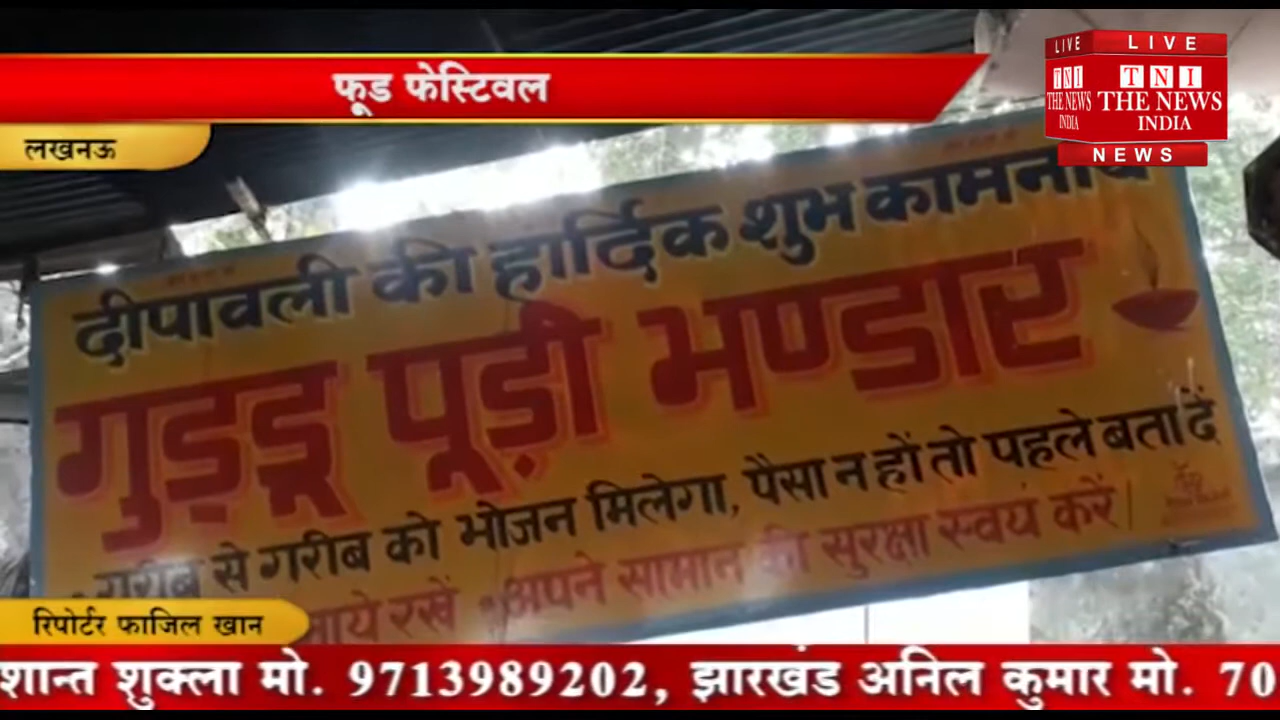 फूड फेस्टिवल
लखनऊ
LIVE LIVE
TNI TNI
THE NEWS THE NEWS
INDIA INDIA
NEWS
दीपावली की हार्दिक शुभ कामनायें
गुड्डू पूड़ी भण्डार
गरीब से गरीब को भोजन मिलेगा, पैसा न हों तो पहले बता दें
अपने सामान की सुरक्षा स्वयं करें
रिपोर्टर फाजिल खान
शान्त शुक्ला मो. 9713989202, झारखंड अनिल कुमार मो. 70